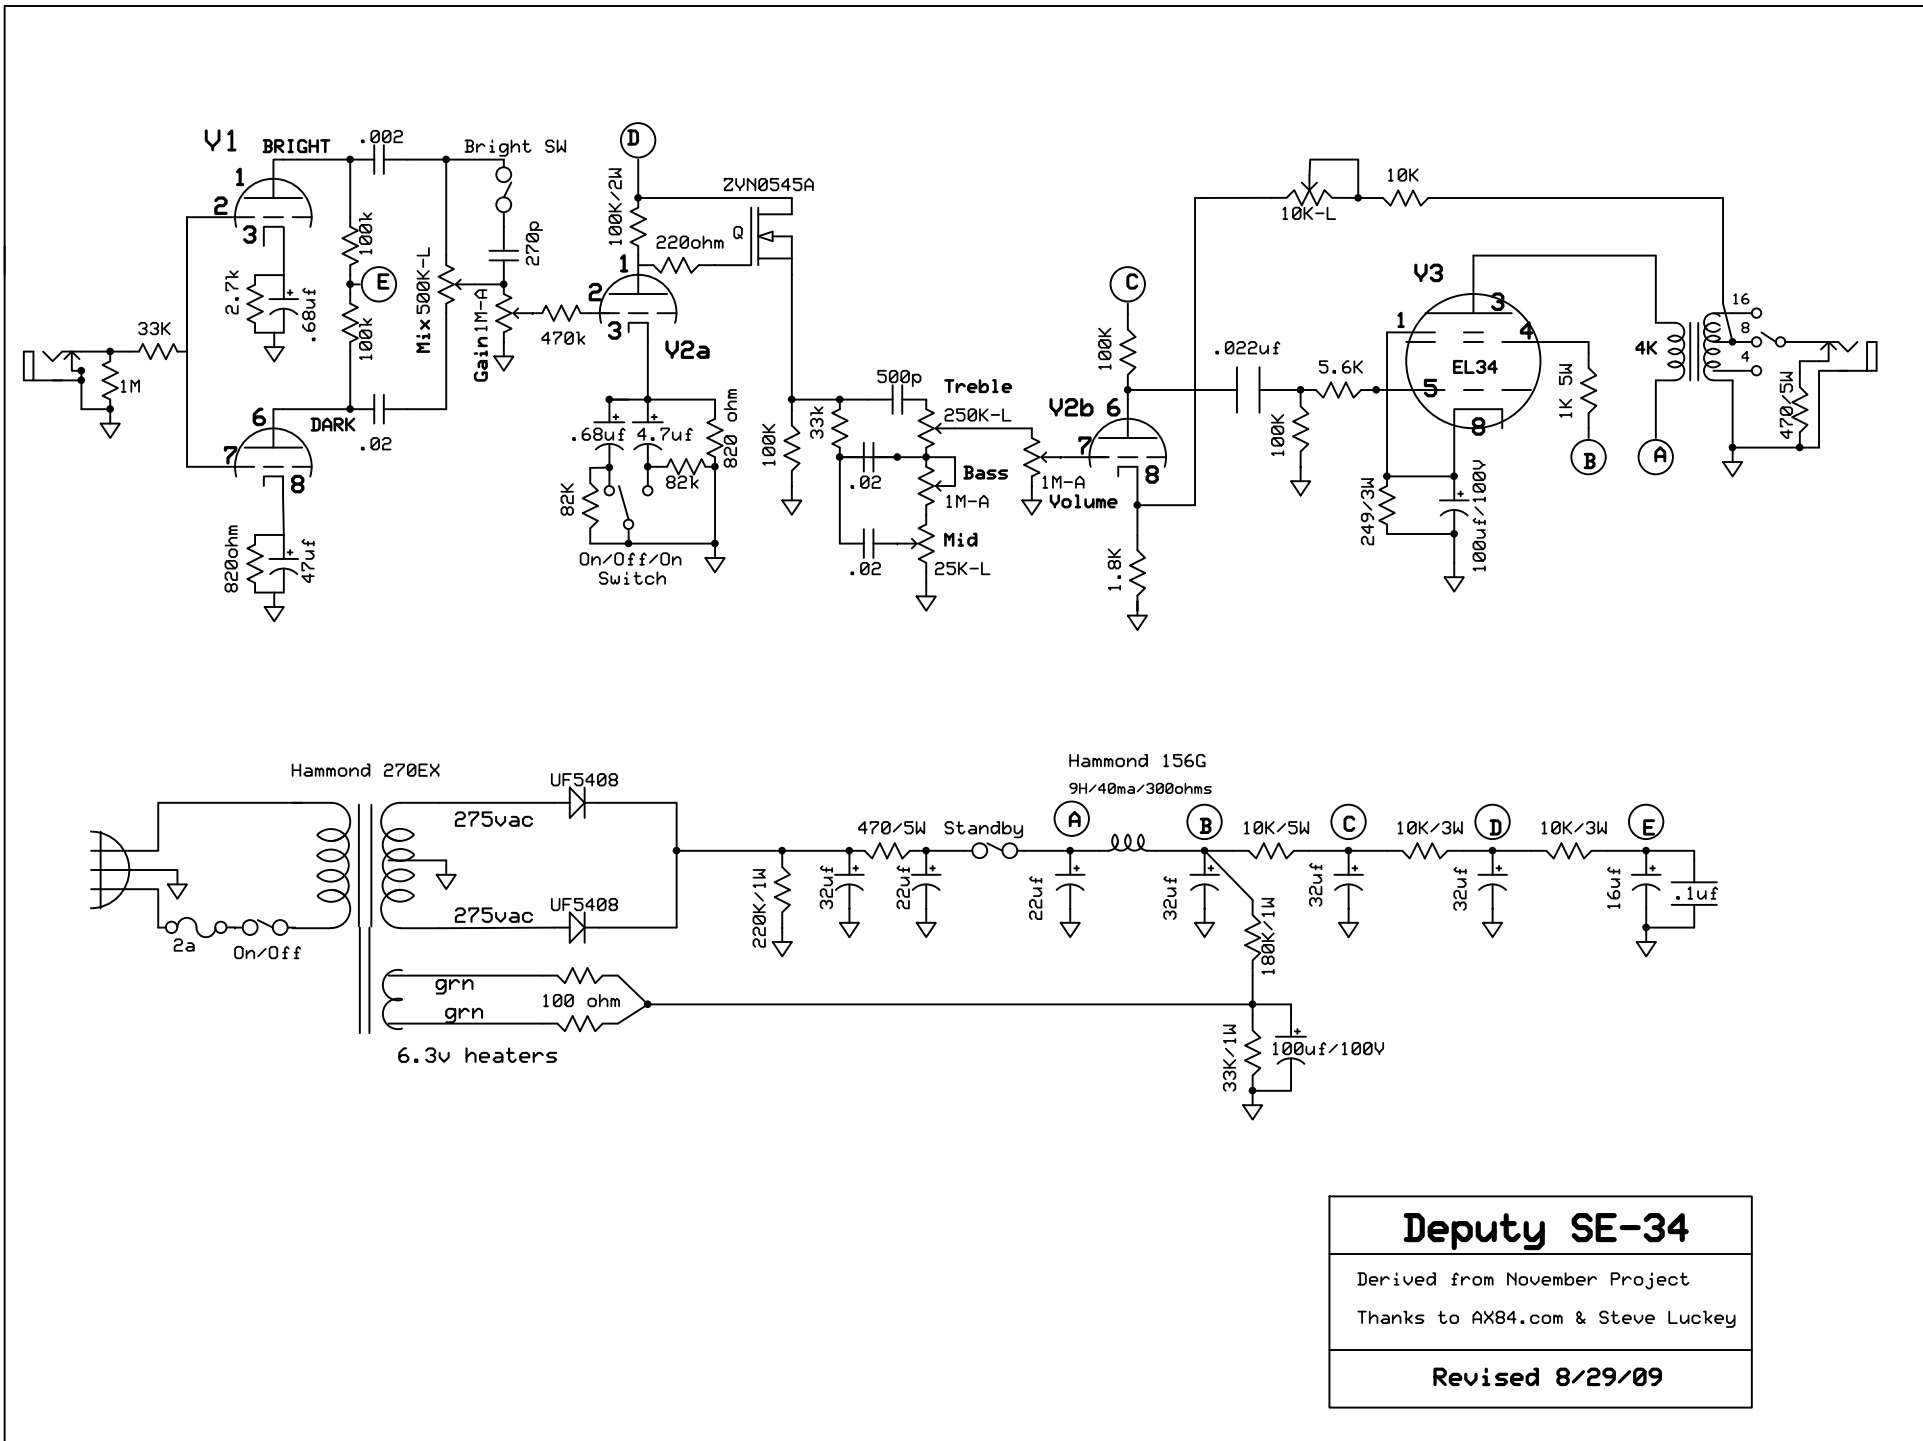 V1 BRIGHT
.002
Bright SW
D
1
2
3
100k
E
100k
2.7k
.68uf
Mix 500K-L
270p
Gain 1M-A
33K
1M
6
7
8
DARK
.02
820ohm
47uf
470k
100K/2W
220ohm
ZVN0545A
Q
1
2
3
V2a
.68uf
4.7uf
820 ohm
82K
82k
On/Off/On
Switch
100K
33k
500p
Treble
250K-L
.02
Bass
1M-A
.02
Mid
25K-L
1M-A
Volume
C
100K
V2b 6
7
8
1.8K
.022uf
5.6K
100K
10K-L
10K
V3
1
3
4
5
8
EL34
249/3W
100uf/100V
1K 5W
B
4K
A
16
8
4
470/5W
Hammond 270EX
UF5408
275vac
275vac
UF5408
2a
On/Off
grn
grn
100 ohm
6.3v heaters
220K/1W
32uf
470/5W
22uf
Standby
A
22uf
Hammond 156G
9H/40ma/300ohms
B
32uf
180K/1W
33K/1W
100uf/100V
10K/5W
C
32uf
10K/3W
D
32uf
10K/3W
E
16uf
.1uf
Deputy SE-34
Derived from November Project
Thanks to AX84.com & Steve Luckey
Revised 8/29/09